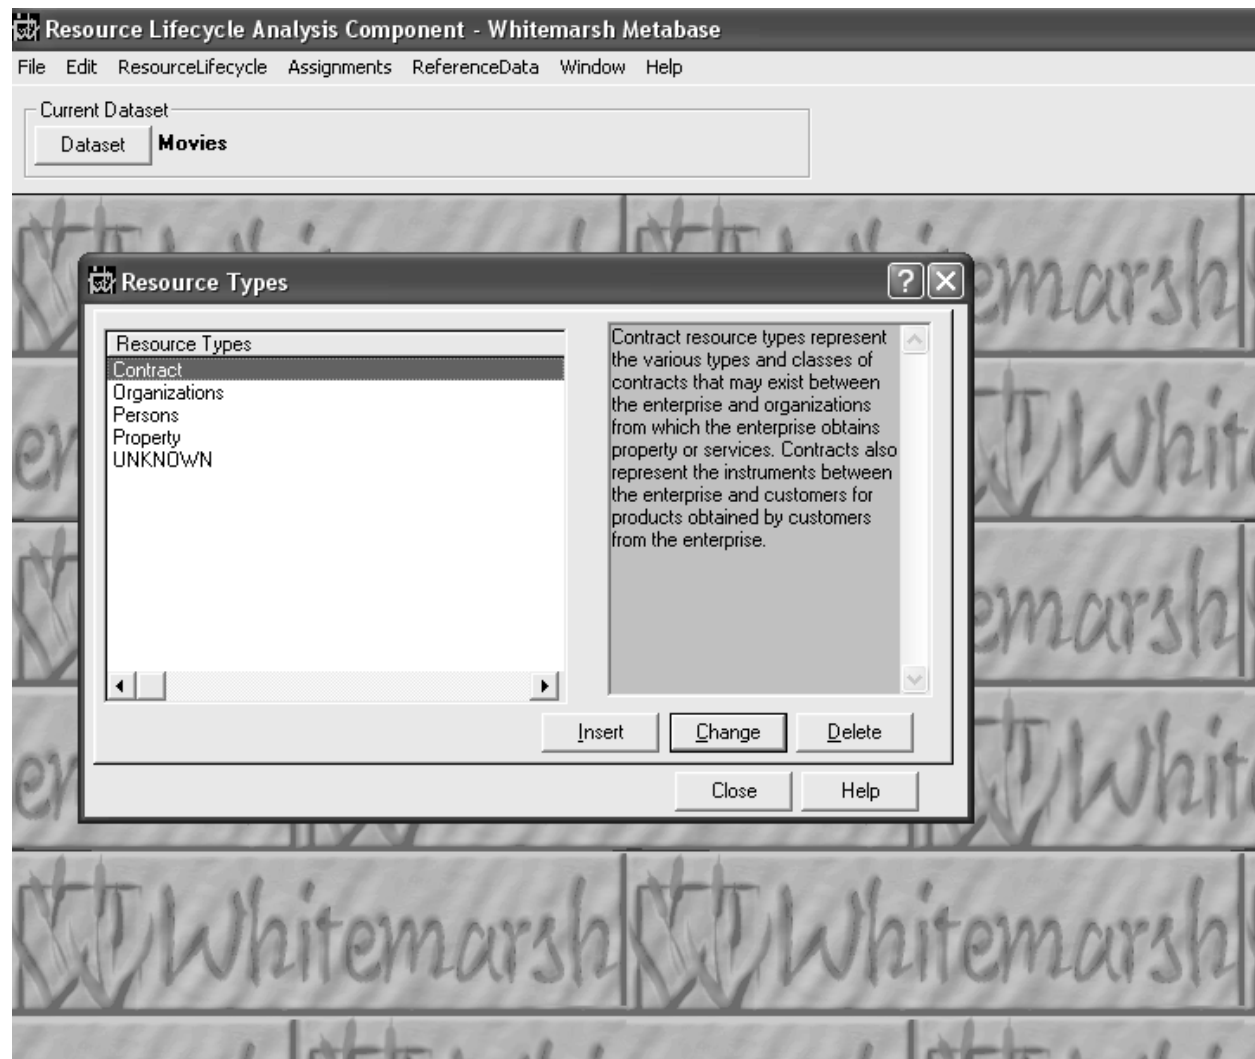 Resource Lifecycle Analysis Component - Whitemarsh Metabase
File Edit ResourceLifecycle Assignments ReferenceData Window Help
Current Dataset
Dataset Movies
Resource Types
Resource Types
Contract
Organizations
Persons
Property
UNKNOWN
Contract resource types represent
the various types and classes of
contracts that may exist between
the enterprise and organizations
from which the enterprise obtains
property or services. Contracts also
represent the instruments between
the enterprise and customers for
products obtained by customers
from the enterprise.
Insert Change Delete
Close Help
Whitemarsh Whitemarsh